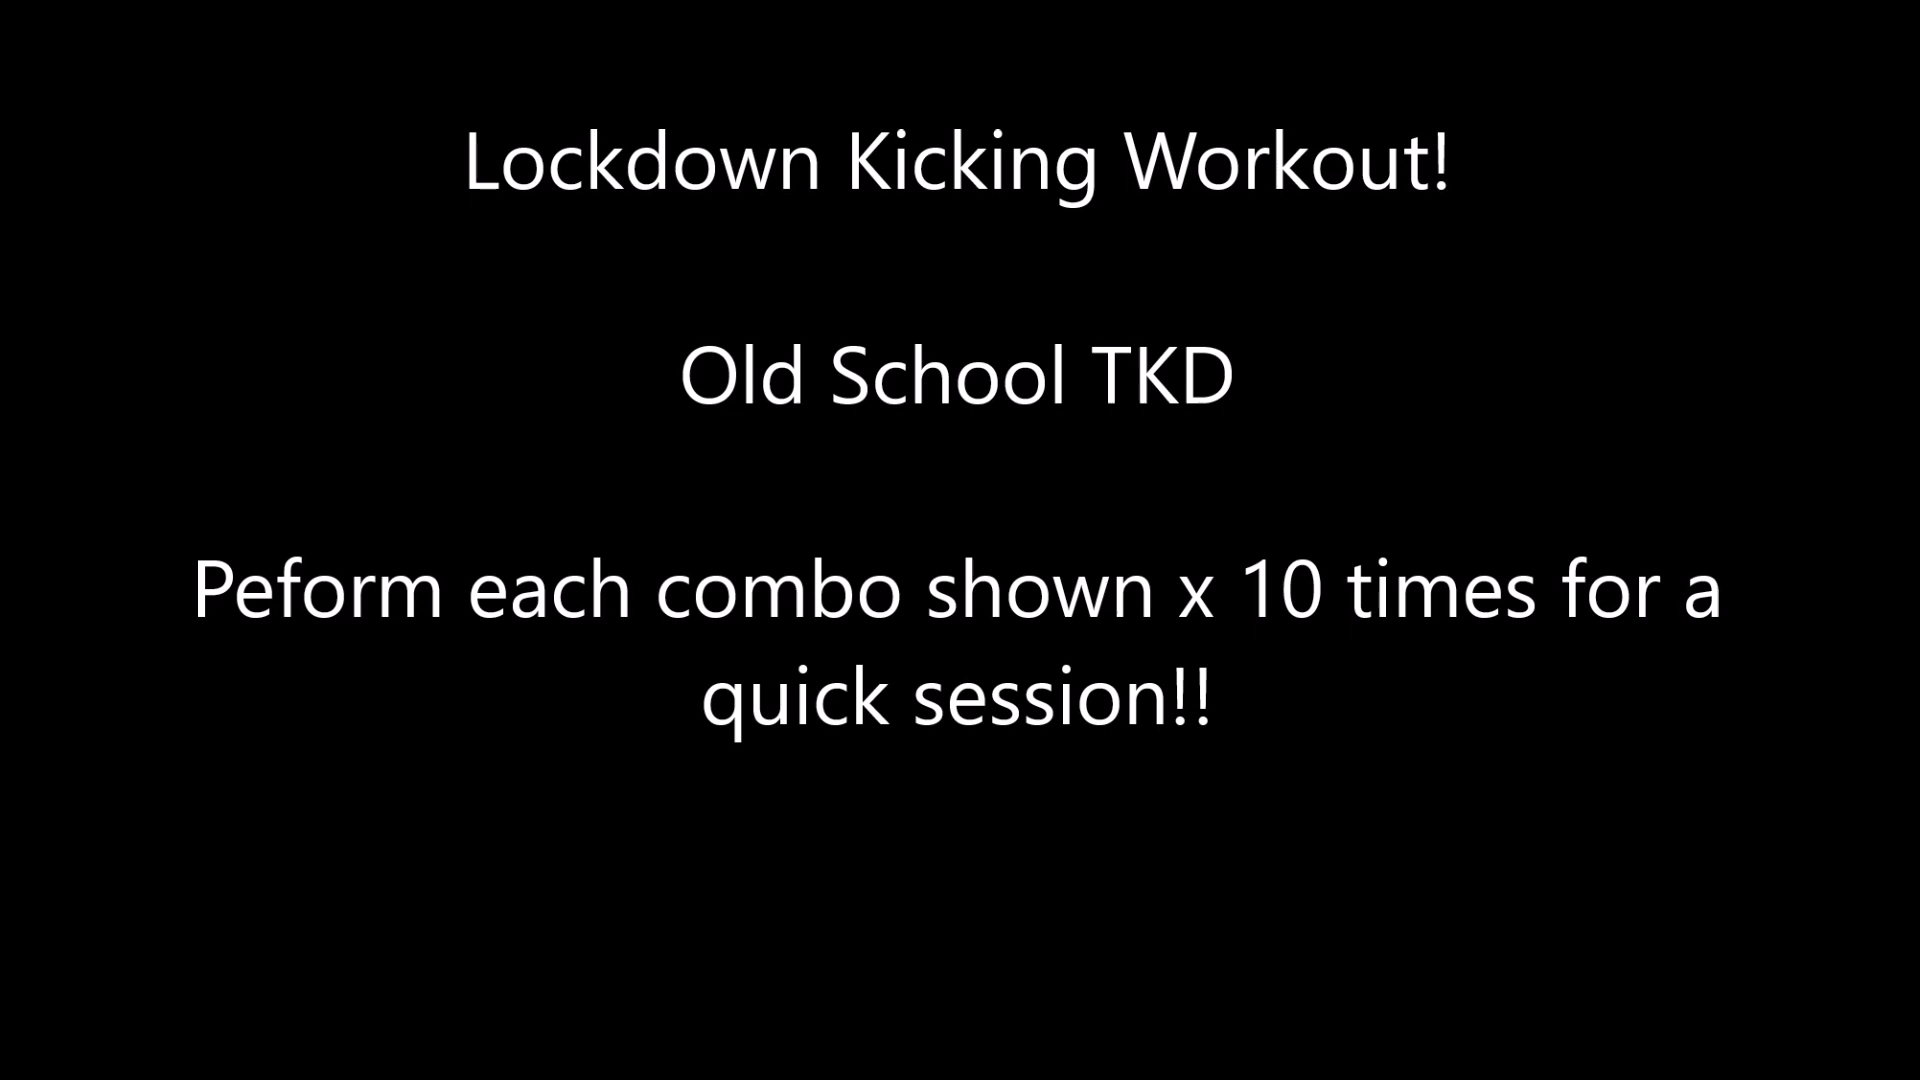 Lockdown Kicking Workout!
Old School TKD
Peform each combo shown x 10 times for a
quick session!!